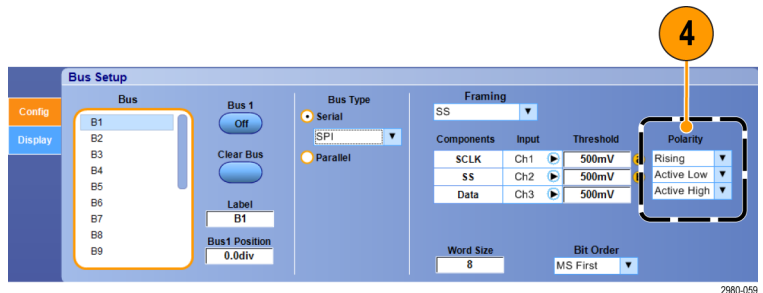 4
Bus Setup
Config
Display
Bus
B1
B2
B3
B4
B5
B6
B7
B8
B9
Bus 1
Off
Clear Bus
Label
B1
Bus1 Position
0.0div
Bus Type
Serial
SPI
Parallel
Framing
SS
Components Input Threshold Polarity
SCLK Ch1 500mV Rising
SS Ch2 500mV Active Low
Data Ch3 500mV Active High
Word Size
8
Bit Order
MS First
2980-059